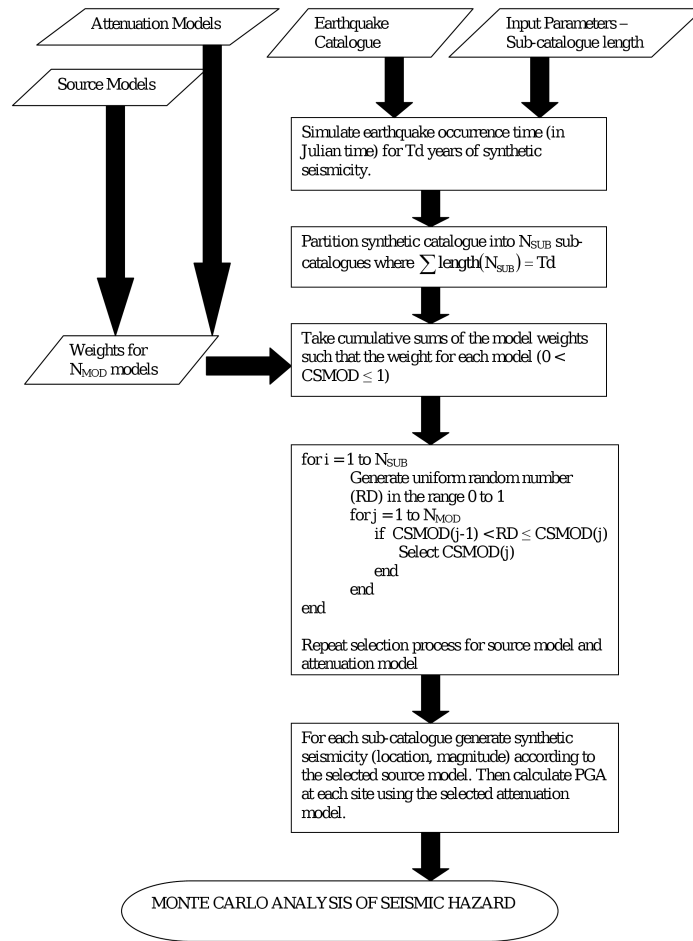 Attenuation Models
Earthquake
Catalogue
Input Parameters –
Sub-catalogue length
Source Models
Simulate earthquake occurrence time (in
Julian time) for Td years of synthetic
seismicity.
Partition synthetic catalogue into N_SUB sub-
catalogues where ∑ length(N_SUB) = Td
Weights for
N_MOD models
Take cumulative sums of the model weights
such that the weight for each model (0 <
CSMOD ≤ 1)
for i = 1 to N_SUB
Generate uniform random number
(RD) in the range 0 to 1
for j = 1 to N_MOD
if CSMOD(j-1) < RD ≤ CSMOD(j)
Select CSMOD(j)
end
end
end
Repeat selection process for source model and
attenuation model
For each sub-catalogue generate synthetic
seismicity (location, magnitude) according to
the selected source model. Then calculate PGA
at each site using the selected attenuation
model.
MONTE CARLO ANALYSIS OF SEISMIC HAZARD